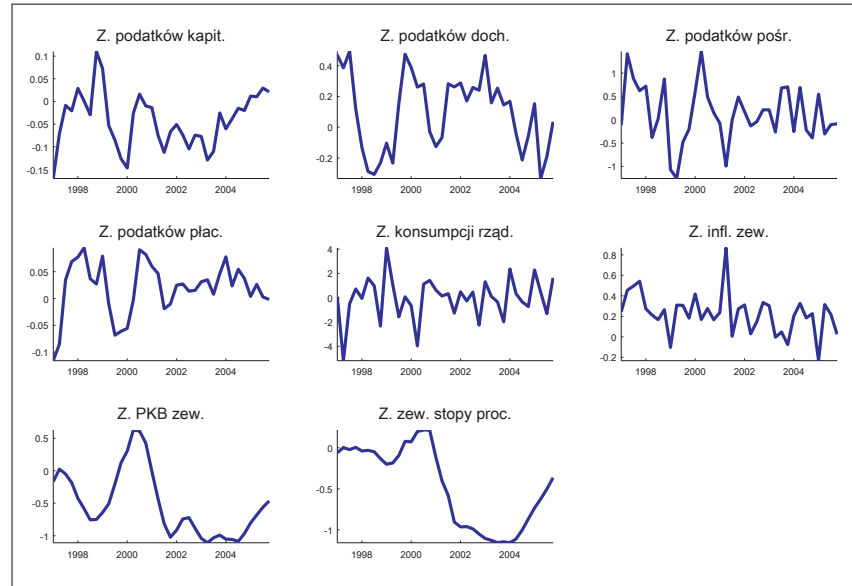 Z. podatków kapit.
0.1
0.05
0
-0.05
-0.1
-0.15
1998 2000 2002 2004
Z. podatków doch.
0.4
0.2
0
-0.2
1998 2000 2002 2004
Z. podatków pośr.
1
0.5
0
-0.5
-1
1998 2000 2002 2004
Z. podatków płac.
0.05
0
-0.05
-0.1
1998 2000 2002 2004
Z. konsumpcji rząd.
4
2
0
-2
-4
1998 2000 2002 2004
Z. infl. zew.
0.8
0.6
0.4
0.2
0
-0.2
1998 2000 2002 2004
Z. PKB zew.
0.5
0
-0.5
-1
1998 2000 2002 2004
Z. zew. stopy proc.
0
-0.5
-1
1998 2000 2002 2004